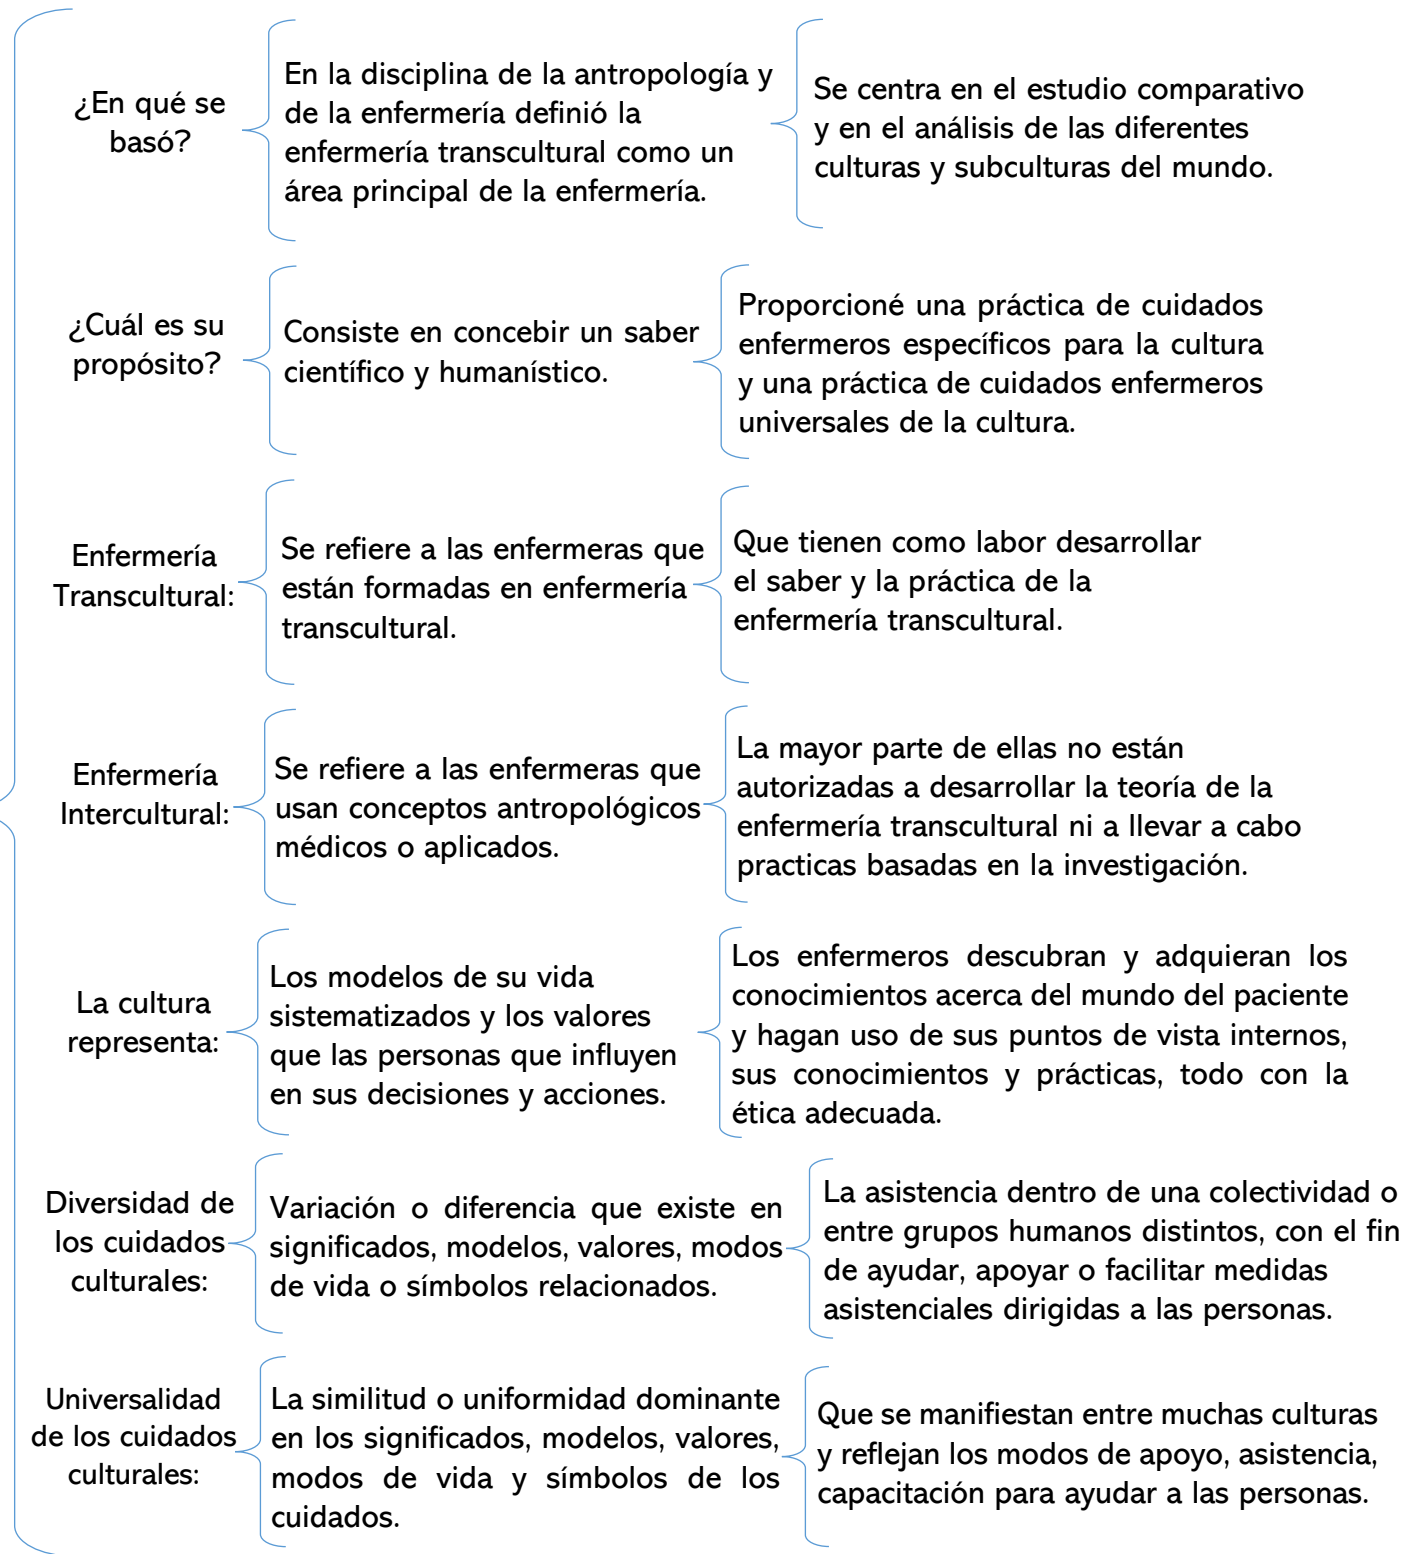 ¿En qué se
basó?
En la disciplina de la antropología y
de la enfermería definió la
enfermería transcultural como un
área principal de la enfermería.
Se centra en el estudio comparativo
y en el análisis de las diferentes
culturas y subculturas del mundo.
¿Cuál es su
propósito?
Consiste en concebir un saber
científico y humanístico.
Proporcioné una práctica de cuidados
enfermeros específicos para la cultura
y una práctica de cuidados enfermeros
universales de la cultura.
Enfermería
Transcultural:
Se refiere a las enfermeras que
están formadas en enfermería
transcultural.
Que tienen como labor desarrollar
el saber y la práctica de la
enfermería transcultural.
Enfermería
Intercultural:
Se refiere a las enfermeras que
usan conceptos antropológicos
médicos o aplicados.
La mayor parte de ellas no están
autorizadas a desarrollar la teoría de la
enfermería transcultural ni a llevar a cabo
practicas basadas en la investigación.
La cultura
representa:
Los modelos de su vida
sistematizados y los valores
que las personas que influyen
en sus decisiones y acciones.
Los enfermeros descubran y adquieran los
conocimientos acerca del mundo del paciente
y hagan uso de sus puntos de vista internos,
sus conocimientos y prácticas, todo con la
ética adecuada.
Diversidad de
los cuidados
culturales:
Variación o diferencia que existe en
significados, modelos, valores, modos
de vida o símbolos relacionados.
La asistencia dentro de una colectividad o
entre grupos humanos distintos, con el fin
de ayudar, apoyar o facilitar medidas
asistenciales dirigidas a las personas.
Universalidad
de los cuidados
culturales:
La similitud o uniformidad dominante
en los significados, modelos, valores,
modos de vida y símbolos de los
cuidados.
Que se manifiestan entre muchas culturas
y reflejan los modos de apoyo, asistencia,
capacitación para ayudar a las personas.